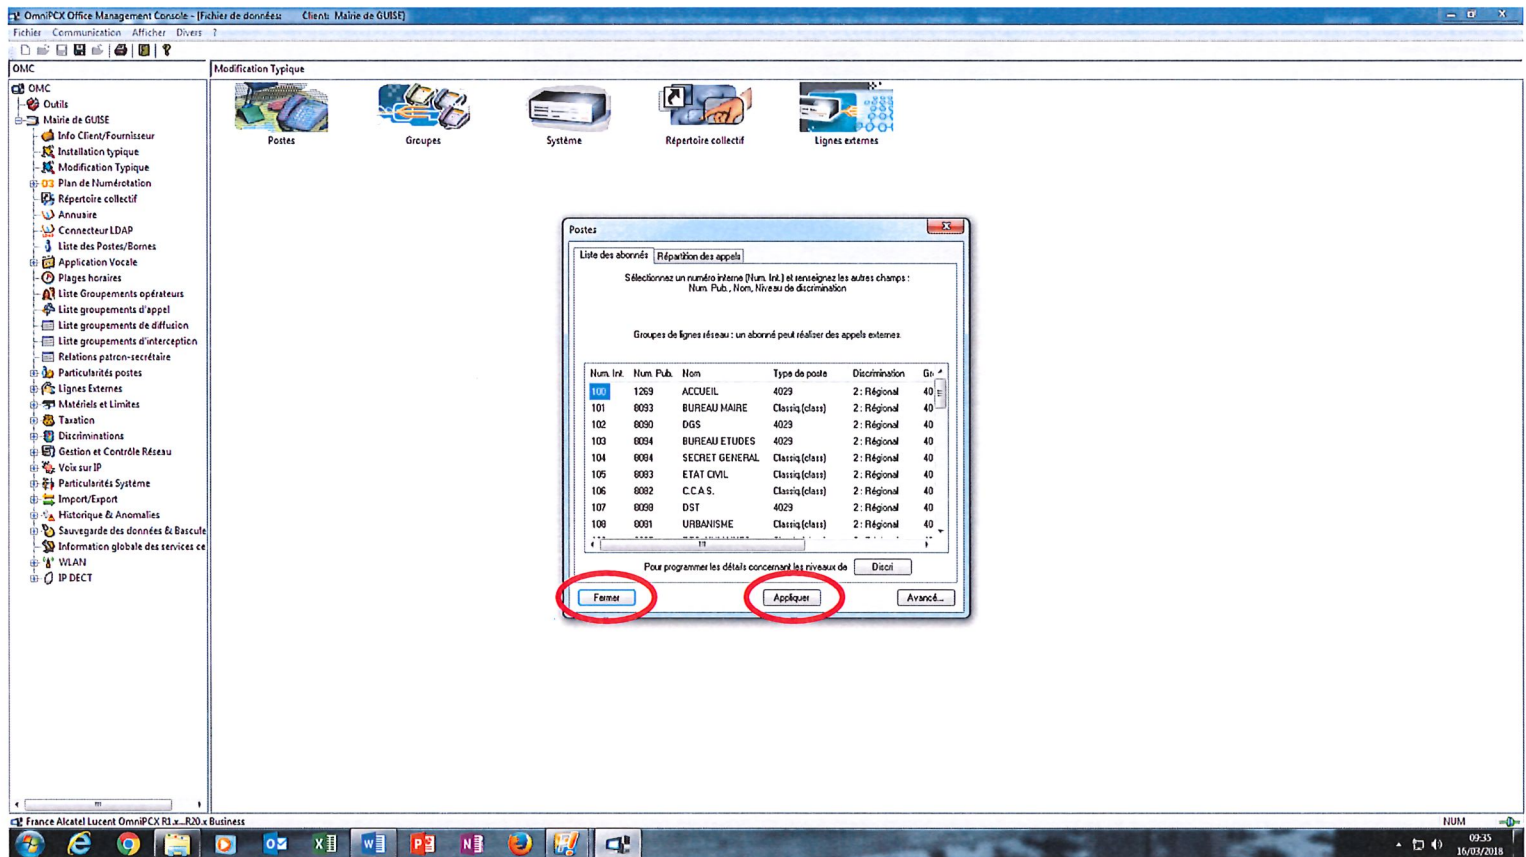 OmniPCX Office Management Console - [Fichier de données: Client: Mairie de GUISE]
Fichier Communication Afficher Divers ?
OMC
Modification Typique
OMC
Outils
Mairie de GUISE
Info Client/Fournisseur
Installation typique
Modification Typique
Plan de Numérotation
Répertoire collectif
Annuaire
Connecteur LDAP
Liste des Postes/Bornes
Application Vocale
Plages horaires
Liste Groupements opérateurs
Liste groupements d'appel
Liste groupements de diffusion
Liste groupements d'interception
Relations patron-secrétaire
Particularités postes
Lignes Externes
Matériels et Limites
Taxation
Discriminations
Gestion et Contrôle Réseau
Voix sur IP
Particularités Système
Import/Export
Historique & Anomalies
Sauvegarde des données & Bascule
Information globale des services ce
WLAN
IP DECT
Postes Groupes Système Répertoire collectif Lignes externes
Postes
Liste des abonnés Répartition des appels
Sélectionnez un numéro interne (Num. Int.) et renseignez les autres champs :
Num. Pub., Nom, Niveau de discrimination
Groupes de lignes réseau : un abonné peut réaliser des appels externes.
Num. Int. Num. Pub. Nom Type de poste Discrimination Gr
100 1269 ACCUEIL 4029 2 : Régional 40
101 8093 BUREAU MAIRE Classiq.(class) 2 : Régional 40
102 8090 DGS 4029 2 : Régional 40
103 8094 BUREAU ETUDES 4029 2 : Régional 40
104 8084 SECRET GENERAL Classiq.(class) 2 : Régional 40
105 8083 ETAT CIVIL Classiq.(class) 2 : Régional 40
106 8082 C.C.A.S. Classiq.(class) 2 : Régional 40
107 8098 DST 4029 2 : Régional 40
108 8081 URBANISME Classiq.(class) 2 : Régional 40
Pour programmer les détails concernant les niveaux de Discri
Fermer Appliquer Avancé...
France Alcatel Lucent OmniPCX R1.x...R20.x Business
NUM
09:35
16/03/2018